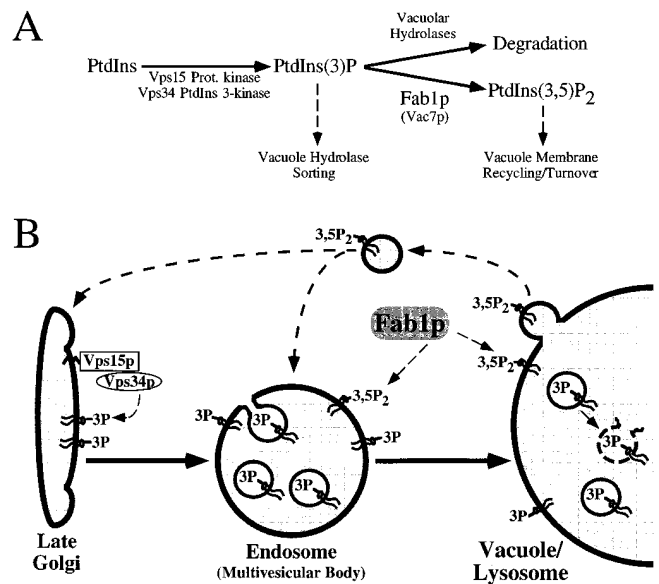 A
Vacuolar
Hydrolases
Degradation
PtdIns
PtdIns(3)P
Vps15 Prot. kinase
Vps34 PtdIns 3-kinase
Fab1p
(Vac7p)
PtdIns(3,5)P2
Vacuole Hydrolase
Sorting
Vacuole Membrane
Recycling/Turnover
B
3,5P2
3,5P2
Fab1p
Vps15p
Vps34p
3,5P2
3,5P2
3P
3P
3P
3P
3P
3P
3P
3P
3P
3P
3P
3P
Late
Golgi
Endosome
(Multivesicular Body)
Vacuole/
Lysosome